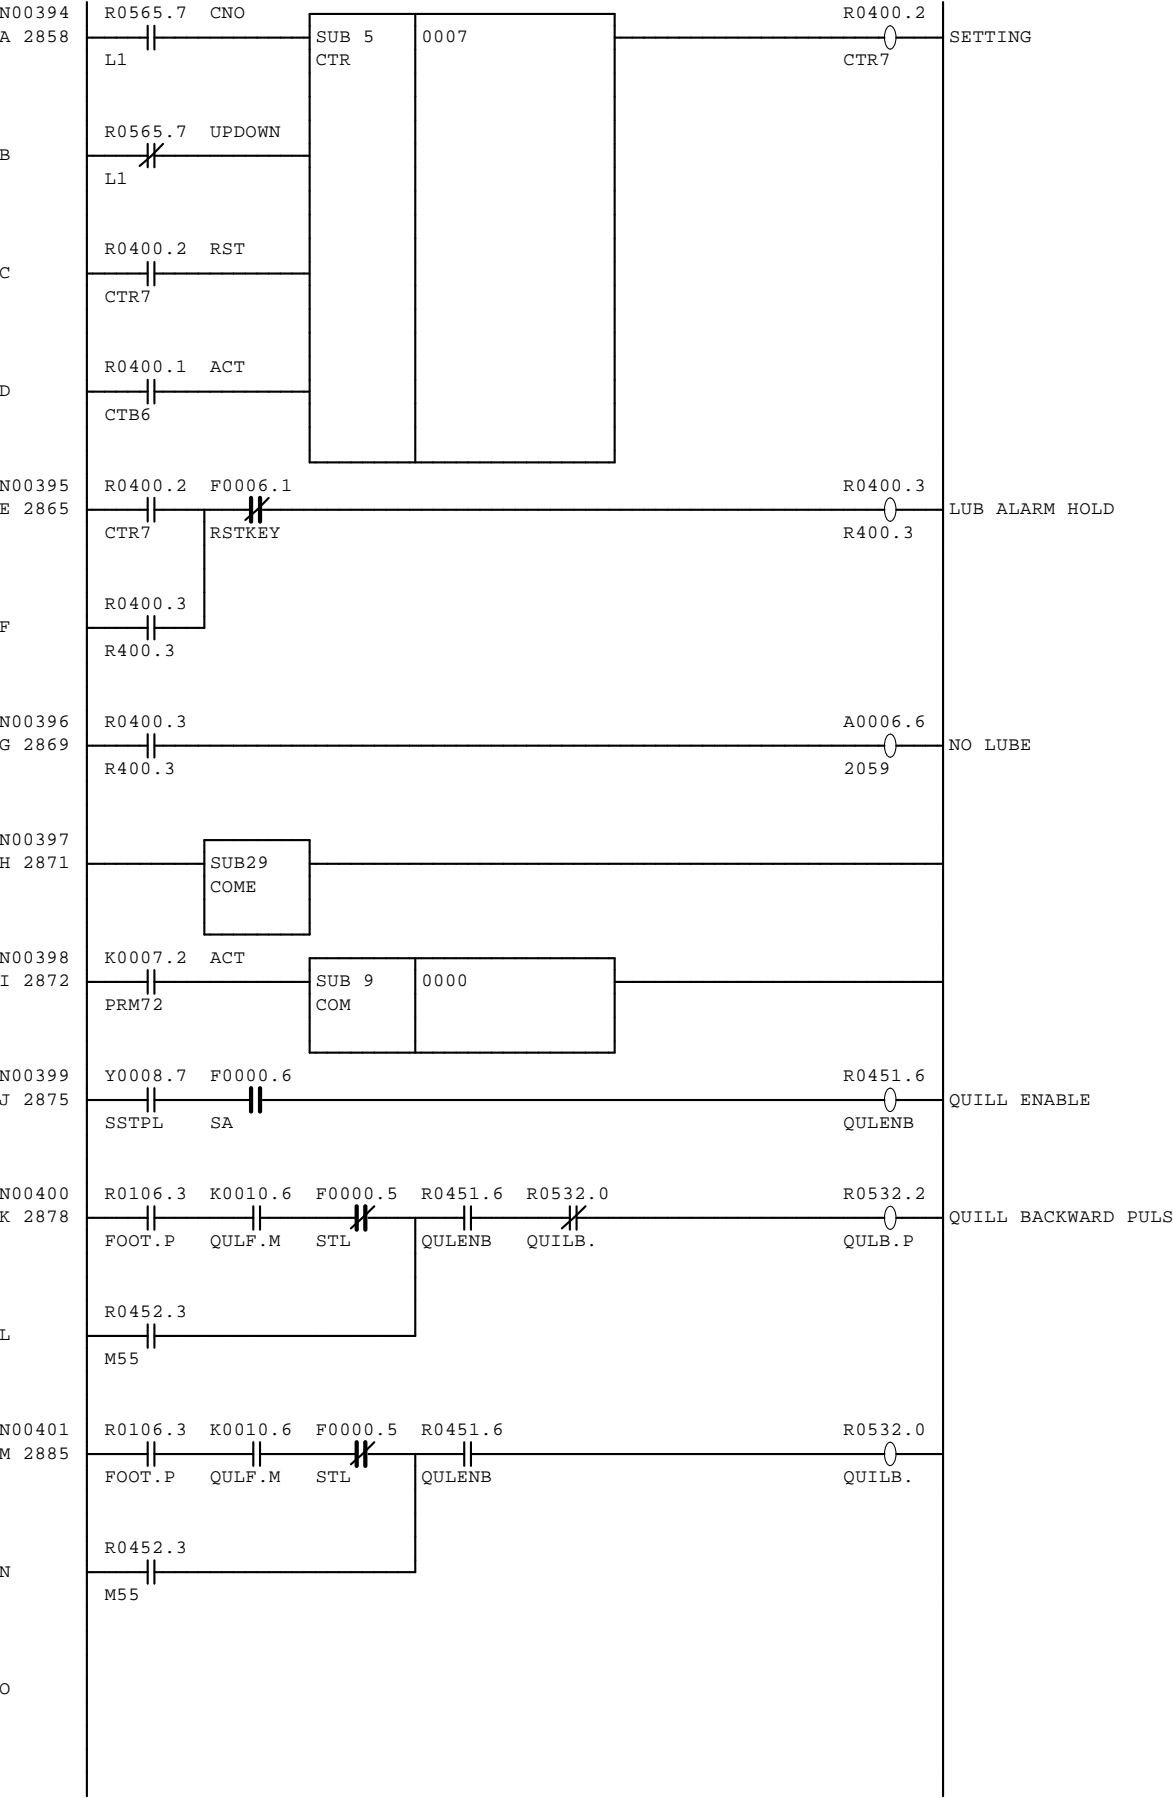 N00394 R0565.7 CNO R0400.2
A 2858 SUB 5 0007 SETTING
L1 CTR CTR7
R0565.7 UPDOWN
B
L1
R0400.2 RST
C
CTR7
R0400.1 ACT
D
CTB6
N00395 R0400.2 F0006.1 R0400.3
E 2865 LUB ALARM HOLD
CTR7 RSTKEY R400.3
R0400.3
F
R400.3
N00396 R0400.3 A0006.6
G 2869 NO LUBE
R400.3 2059
N00397
H 2871 SUB29
COME
N00398 K0007.2 ACT
I 2872 SUB 9 0000
PRM72 COM
N00399 Y0008.7 F0000.6 R0451.6
J 2875 QUILL ENABLE
SSTPL SA QULENB
N00400 R0106.3 K0010.6 F0000.5 R0451.6 R0532.0 R0532.2
K 2878 QUILL BACKWARD PULS
FOOT.P QULF.M STL QULENB QUILB. QULB.P
R0452.3
L
M55
N00401 R0106.3 K0010.6 F0000.5 R0451.6 R0532.0
M 2885
FOOT.P QULF.M STL QULENB QUILB.
R0452.3
N
M55
O